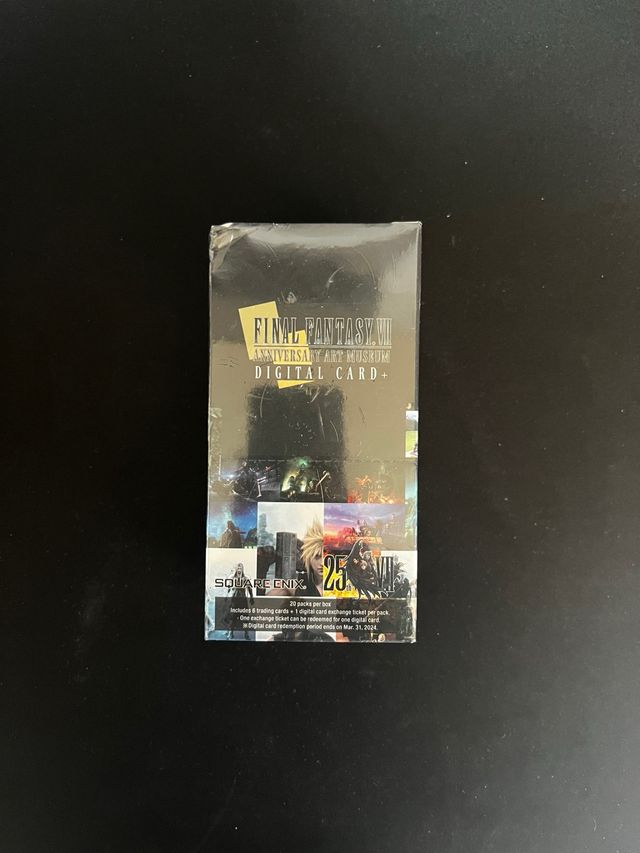 FINAL FANTASY.VII
ANNIVERSARY ART MUSEUM
DIGITAL CARD+
SQUARE ENIX.
25
VII
20 packs per box
Includes 6 trading cards + 1 digital card exchange ticket per pack.
One exchange ticket can be redeemed for one digital card.
※Digital card redemption period ends on Mar. 31, 2024.